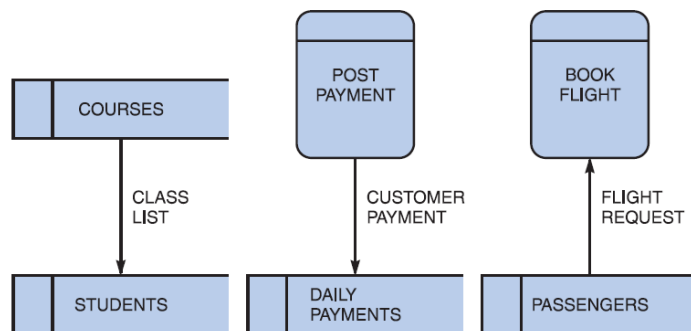 COURSES
CLASS
LIST
STUDENTS
POST
PAYMENT
CUSTOMER
PAYMENT
DAILY
PAYMENTS
BOOK
FLIGHT
FLIGHT
REQUEST
PASSENGERS